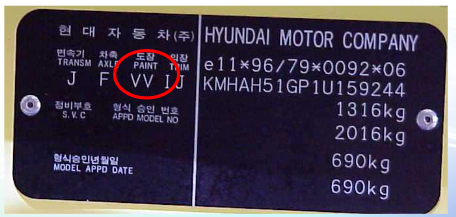 현대자동차(주) HYUNDAI MOTOR COMPANY
변속기 차축 도장 외장
TRANSM AXLE PAINT TRIM
J F VV IJ
e11*96/79*0092*06
KMHAH51GP1U159244
정비부호 형식 승인 번호
S.V.C APPD MODEL NO
1316kg
2016kg
형식승인년월일
MODEL APPD DATE
690kg
690kg